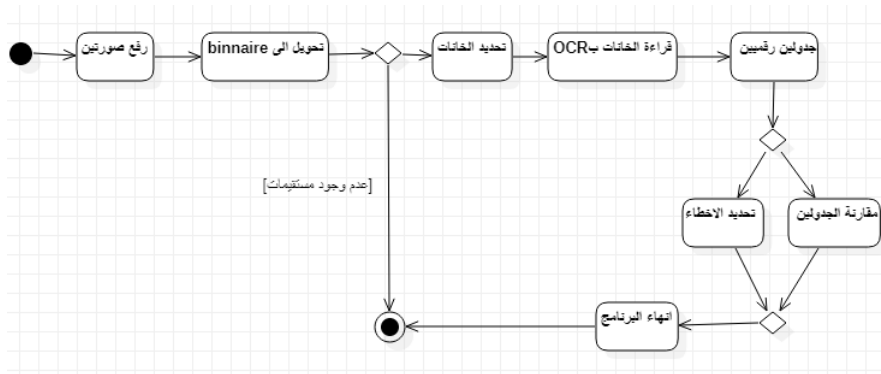 رفع صورتين
تحويل الى binnaire
تحديد الخانات
قراءة الخانات بOCR
جدولين رقميين
[عدم وجود مستقيمات]
تحديد الاخطاء
مقارنة الجدولين
انهاء البرنامج